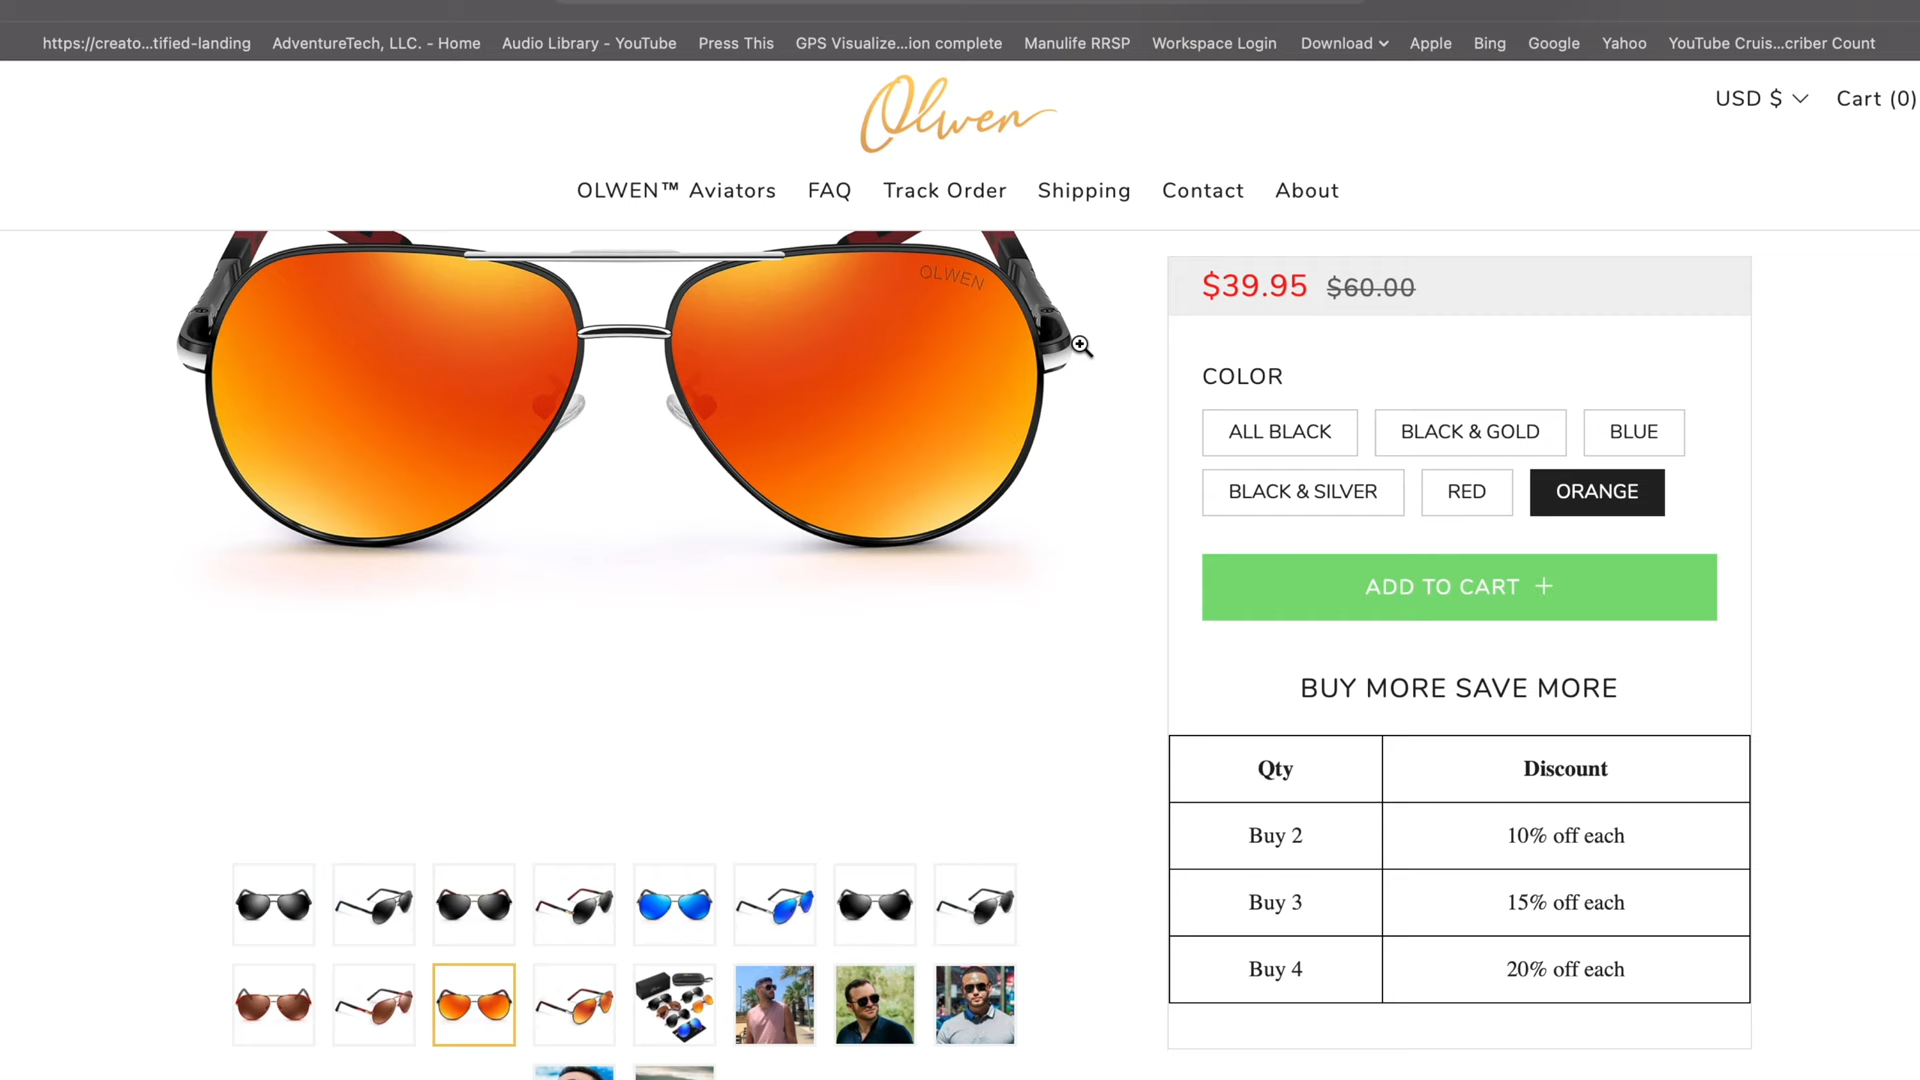 https://creato...tified-landing AdventureTech, LLC. - Home Audio Library - YouTube Press This GPS Visualize...ion complete Manulife RRSP Workspace Login Download Apple Bing Google Yahoo YouTube Cruis...criber Count
Olwen
USD $ Cart (0)
OLWEN™ Aviators FAQ Track Order Shipping Contact About
OLWEN
$39.95 $60.00
COLOR
ALL BLACK BLACK & GOLD BLUE
BLACK & SILVER RED ORANGE
ADD TO CART +
BUY MORE SAVE MORE
Qty Discount
Buy 2 10% off each
Buy 3 15% off each
Buy 4 20% off each